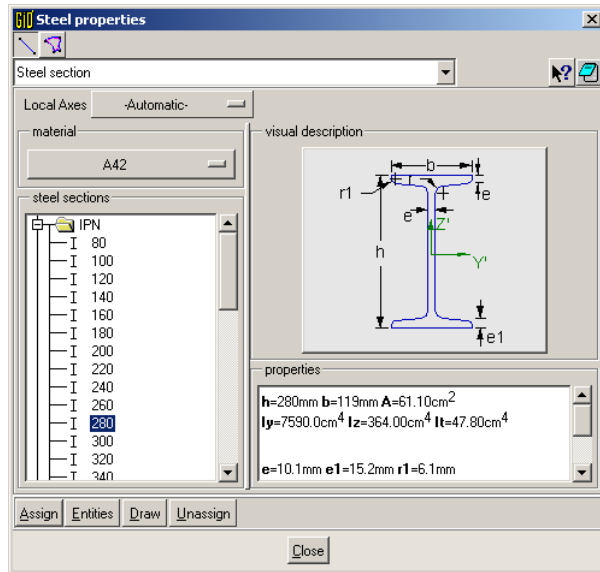 GiD Steel properties
Steel section
Local Axes -Automatic-
material
A42
steel sections
IPN
80
100
120
140
160
180
200
220
240
260
280
300
320
340
visual description
b
r1
r
e
e
Z'
h
Y'
e1
properties
h=280mm b=119mm A=61.10cm2
Iy=7590.0cm4 Iz=364.00cm4 It=47.80cm4
e=10.1mm e1=15.2mm r1=6.1mm
Assign Entities Draw Unassign
Close